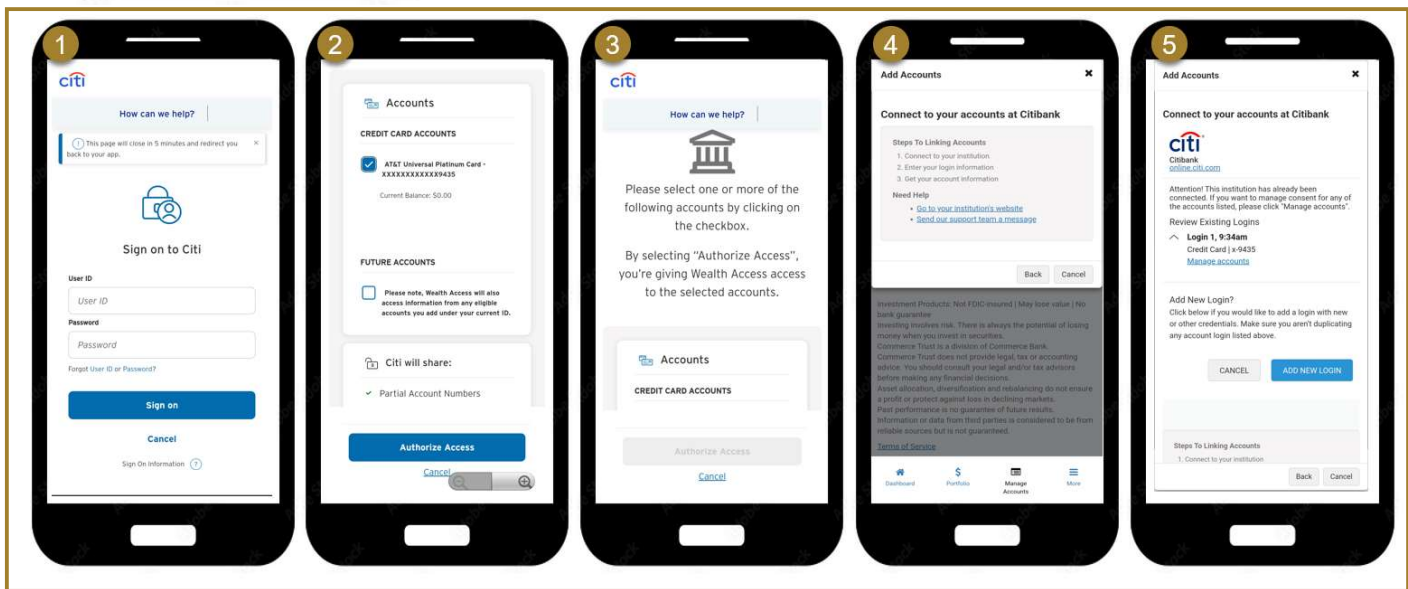 1
citi
How can we help?
This page will close in 5 minutes and redirect you
back to your app.
Sign on to Citi
User ID
User ID
Password
Password
Forgot User ID or Password?
Sign on
Cancel
Sign On Information
2
Accounts
CREDIT CARD ACCOUNTS
AT&T Universal Platinum Card -
XXXXXXXXXXXX9435
Current Balance: $0.00
FUTURE ACCOUNTS
Please note, Wealth Access will also
access information from any eligible
accounts you add under your current ID.
Citi will share:
Partial Account Numbers
Authorize Access
Cancel
3
citi
How can we help?
Please select one or more of the
following accounts by clicking on
the checkbox.
By selecting "Authorize Access",
you're giving Wealth Access access
to the selected accounts.
Accounts
CREDIT CARD ACCOUNTS
Authorize Access
Cancel
4
Add Accounts
Connect to your accounts at Citibank
Steps To Linking Accounts
1. Connect to your institution
2. Enter your login information
3. Get your account information
Need Help
Go to your institution's website
Send our support team a message
Back Cancel
Investment Products: Not FDIC-insured | May lose value | No
bank guarantee
Investing involves risk. There is always the potential of losing
money when you invest in securities.
Commerce Trust is a division of Commerce Bank.
Commerce Trust does not provide legal, tax or accounting
advice. You should consult your legal and/or tax advisors
before making any financial decisions.
Asset allocation, diversification and rebalancing do not ensure
a profit or protect against loss in declining markets.
Past performance is no guarantee of future results.
Information or data from third parties is considered to be from
reliable sources but is not guaranteed.
Terms of Service
Dashboard Portfolio Manage Accounts More
5
Add Accounts
Connect to your accounts at Citibank
citi
Citibank
online.citi.com
Attention! This institution has already been
connected. If you want to manage consent for any of
the accounts listed, please click "Manage accounts".
Review Existing Logins
Login 1, 9:34am
Credit Card | x-9435
Manage accounts
Add New Login?
Click below if you would like to add a login with new
or other credentials. Make sure you aren't duplicating
any account login listed above.
CANCEL ADD NEW LOGIN
Steps To Linking Accounts
1. Connect to your institution
Back Cancel